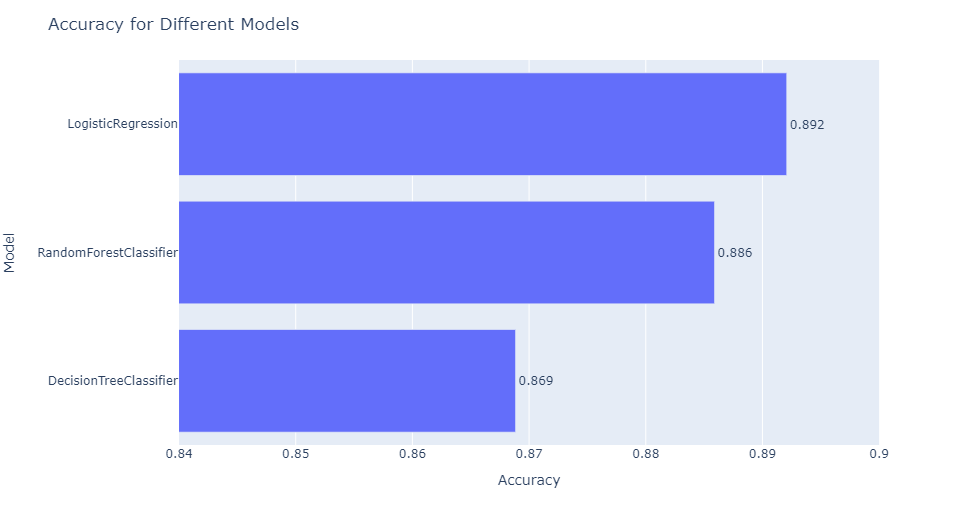 Accuracy for Different Models
LogisticRegression
0.892
RandomForestClassifier
0.886
DecisionTreeClassifier
0.869
Model
0.84 0.85 0.86 0.87 0.88 0.89 0.9
Accuracy